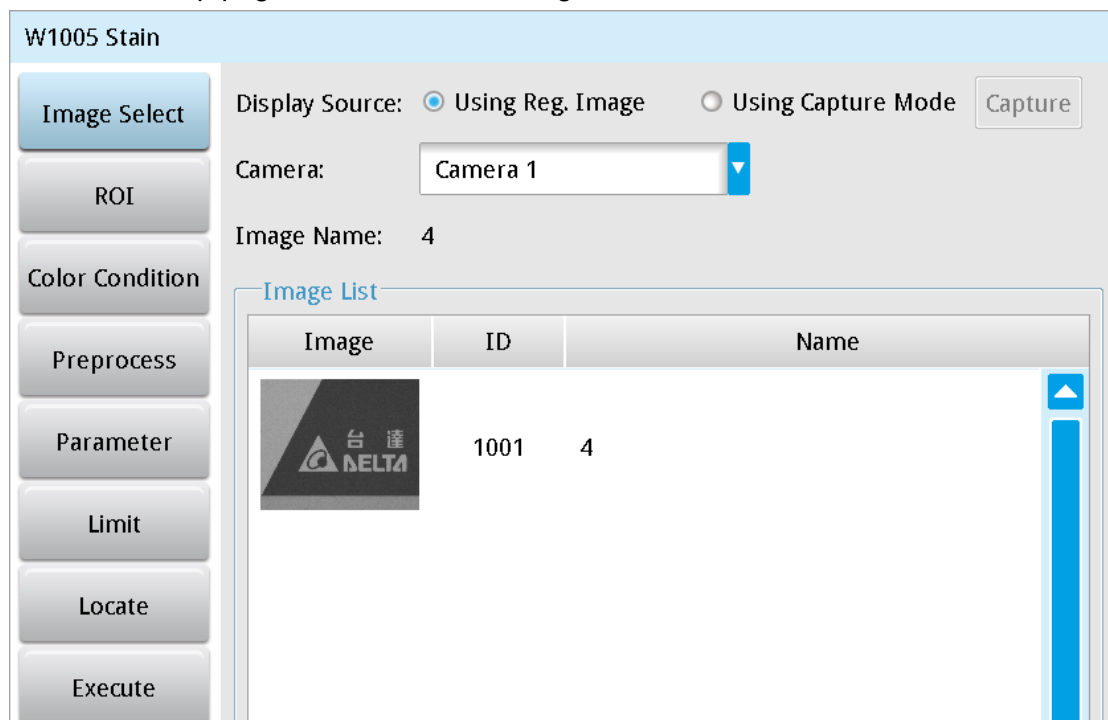 W1005 Stain
Image Select
Display Source: Using Reg. Image Using Capture Mode Capture
ROI
Camera: Camera 1
Image Name: 4
Color Condition
Image List
Image ID Name
Preprocess
台達
DELTA
1001 4
Parameter
Limit
Locate
Execute